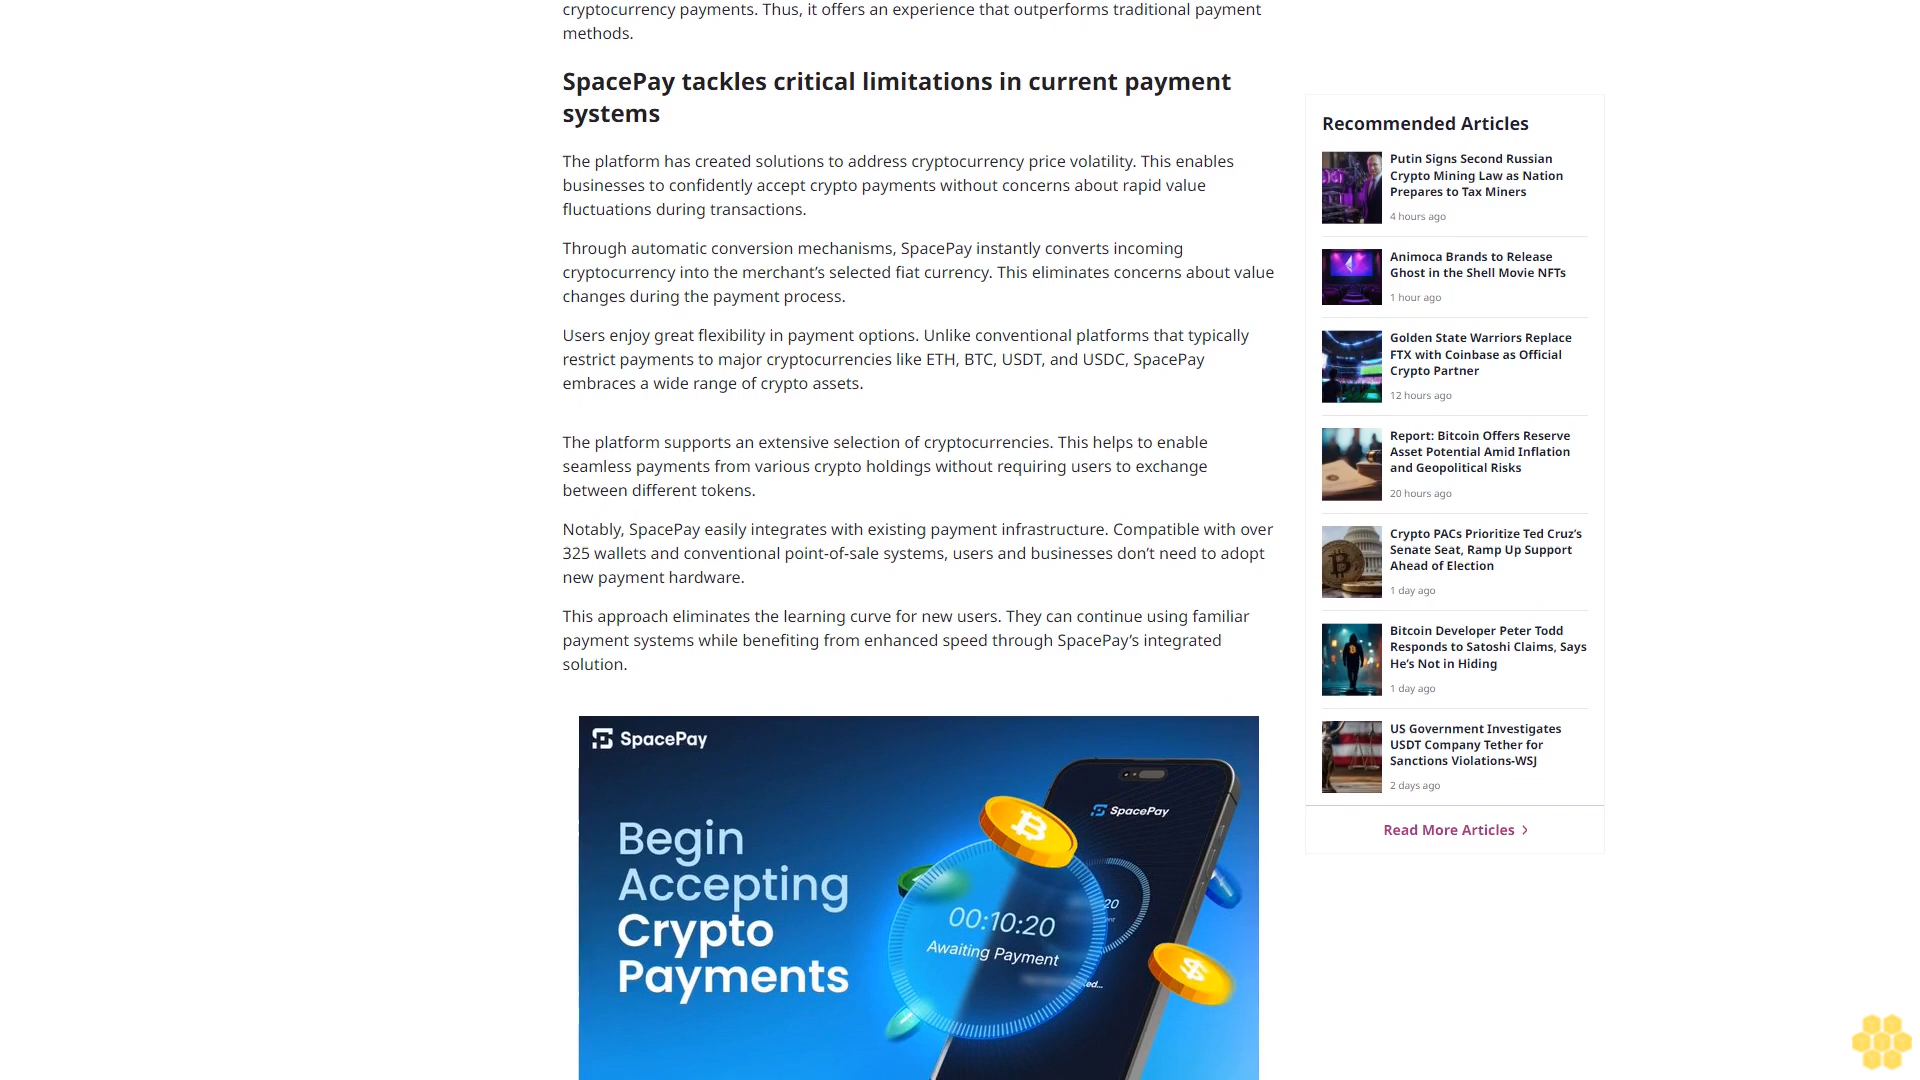 cryptocurrency payments. Thus, it offers an experience that outperforms traditional payment
methods.
SpacePay tackles critical limitations in current payment
systems
The platform has created solutions to address cryptocurrency price volatility. This enables
businesses to confidently accept crypto payments without concerns about rapid value
fluctuations during transactions.
Through automatic conversion mechanisms, SpacePay instantly converts incoming
cryptocurrency into the merchant’s selected fiat currency. This eliminates concerns about value
changes during the payment process.
Users enjoy great flexibility in payment options. Unlike conventional platforms that typically
restrict payments to major cryptocurrencies like ETH, BTC, USDT, and USDC, SpacePay
embraces a wide range of crypto assets.
The platform supports an extensive selection of cryptocurrencies. This helps to enable
seamless payments from various crypto holdings without requiring users to exchange
between different tokens.
Notably, SpacePay easily integrates with existing payment infrastructure. Compatible with over
325 wallets and conventional point-of-sale systems, users and businesses don’t need to adopt
new payment hardware.
This approach eliminates the learning curve for new users. They can continue using familiar
payment systems while benefiting from enhanced speed through SpacePay’s integrated
solution.
SpacePay
Begin
Accepting
Crypto
Payments
SpacePay
00:10:20
Awaiting Payment
20
ed...
Recommended Articles
Putin Signs Second Russian
Crypto Mining Law as Nation
Prepares to Tax Miners
4 hours ago
Animoca Brands to Release
Ghost in the Shell Movie NFTs
1 hour ago
Golden State Warriors Replace
FTX with Coinbase as Official
Crypto Partner
12 hours ago
Report: Bitcoin Offers Reserve
Asset Potential Amid Inflation
and Geopolitical Risks
20 hours ago
Crypto PACs Prioritize Ted Cruz’s
Senate Seat, Ramp Up Support
Ahead of Election
1 day ago
Bitcoin Developer Peter Todd
Responds to Satoshi Claims, Says
He’s Not in Hiding
1 day ago
US Government Investigates
USDT Company Tether for
Sanctions Violations-WSJ
2 days ago
Read More Articles